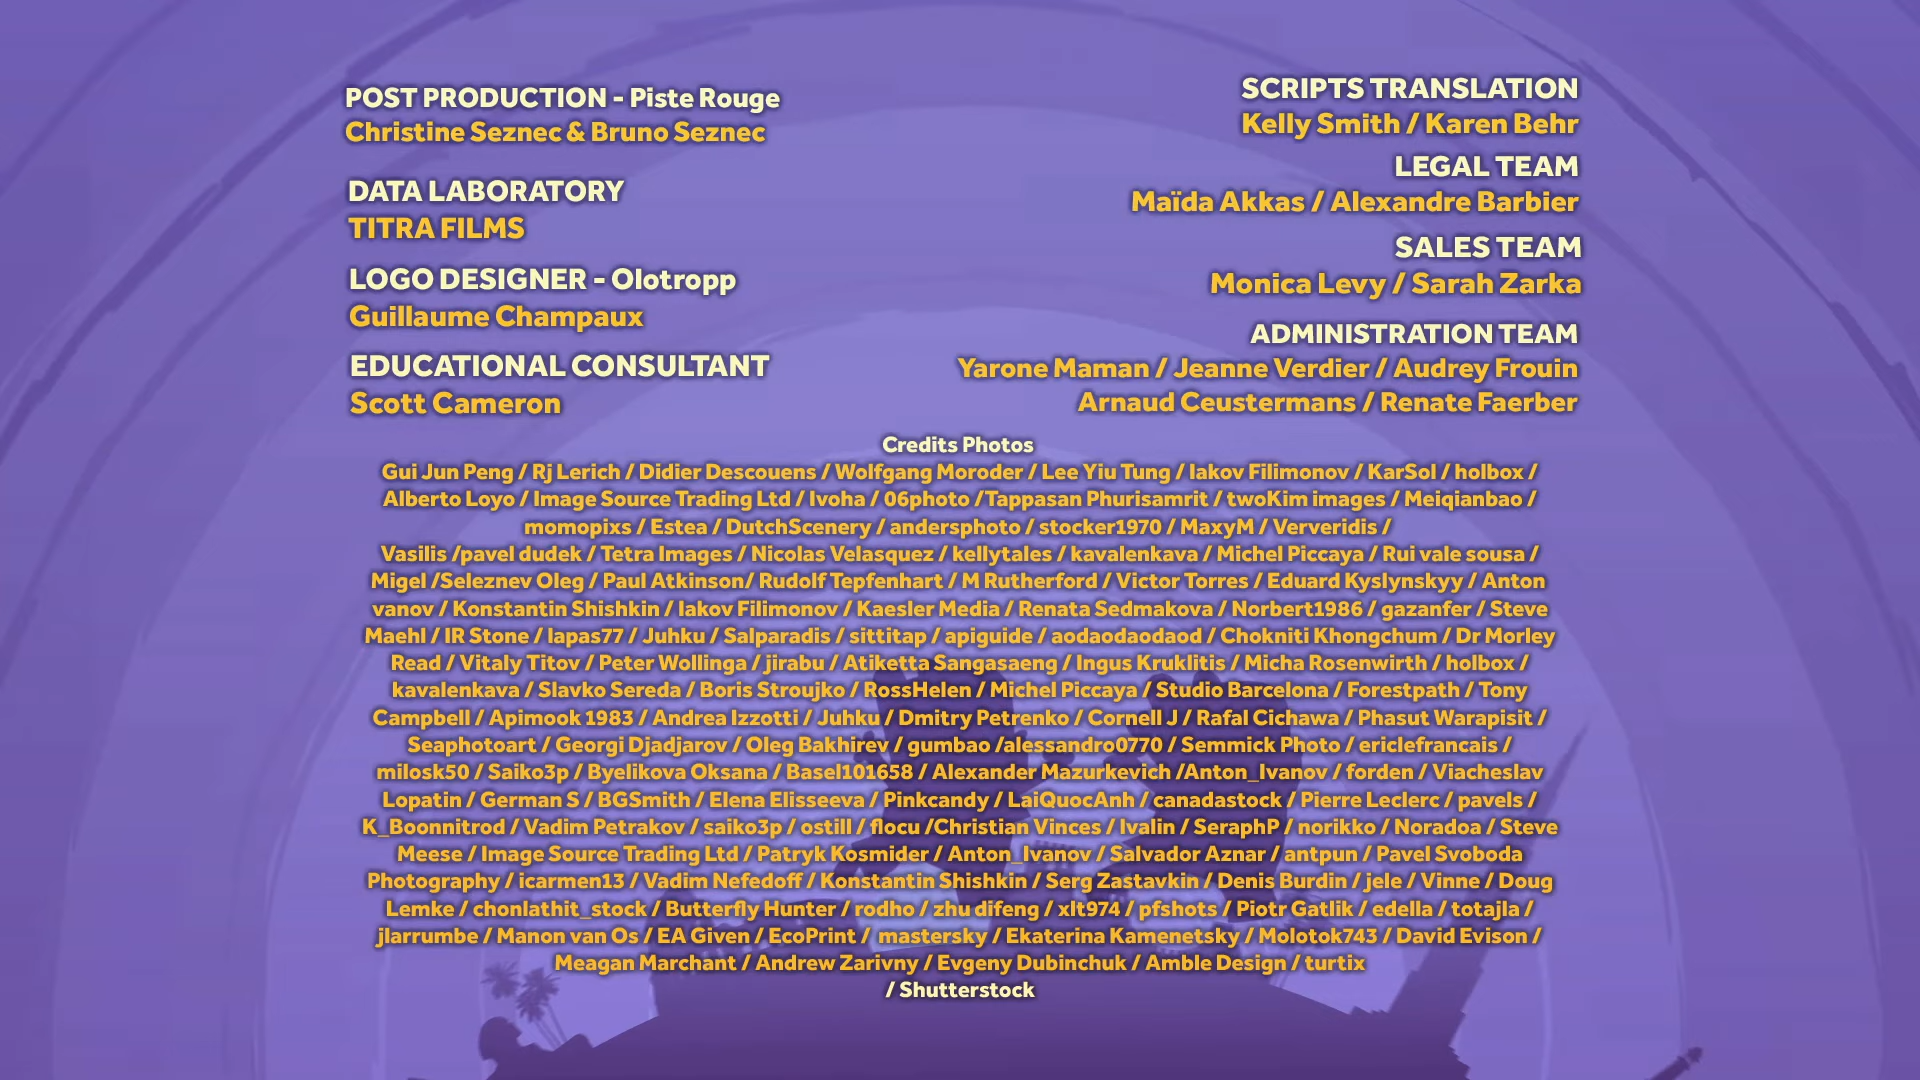 POST PRODUCTION - Piste Rouge
Christine Seznec & Bruno Seznec
DATA LABORATORY
TITRA FILMS
LOGO DESIGNER - Olotropp
Guillaume Champaux
EDUCATIONAL CONSULTANT
Scott Cameron
SCRIPTS TRANSLATION
Kelly Smith / Karen Behr
LEGAL TEAM
Maïda Akkas / Alexandre Barbier
SALES TEAM
Monica Levy / Sarah Zarka
ADMINISTRATION TEAM
Yarone Maman / Jeanne Verdier / Audrey Frouin
Arnaud Ceustermans / Renate Faerber
Credits Photos
Gui Jun Peng / Rj Lerich / Didier Descouens / Wolfgang Moroder / Lee Yiu Tung / Iakov Filimonov / KarSol / holbox /
Alberto Loyo / Image Source Trading Ltd / Ivoha / 06photo /Tappasan Phurisamrit / twoKim images / Meiqianbao /
momopixs / Estea / DutchScenery / andersphoto / stocker1970 / MaxyM / Ververidis /
Vasilis /pavel dudek / Tetra Images / Nicolas Velasquez / kellytales / kavalenkava / Michel Piccaya / Rui vale sousa /
Migel /Seleznev Oleg / Paul Atkinson/ Rudolf Tepfenhart / M Rutherford / Victor Torres / Eduard Kyslynskyy / Anton
vanov / Konstantin Shishkin / Iakov Filimonov / Kaesler Media / Renata Sedmakova / Norbert1986 / gazanfer / Steve
Maehl / IR Stone / lapas77 / Juhku / Salparadis / sittitap / apiguide / aodaodaodaod / Chokniti Khongchum / Dr Morley
Read / Vitaly Titov / Peter Wollinga / jirabu / Atiketta Sangasaeng / Ingus Kruklitis / Micha Rosenwirth / holbox /
kavalenkava / Slavko Sereda / Boris Stroujko / RossHelen / Michel Piccaya / Studio Barcelona / Forestpath / Tony
Campbell / Apimook 1983 / Andrea Izzotti / Juhku / Dmitry Petrenko / Cornell J / Rafal Cichawa / Phasut Warapisit /
Seaphotoart / Georgi Djadjarov / Oleg Bakhirev / gumbao /alessandro0770 / Semmick Photo / ericlefrancais /
milosk50 / Saiko3p / Byelikova Oksana / Basel101658 / Alexander Mazurkevich /Anton_Ivanov / forden / Viacheslav
Lopatin / German S / BGSmith / Elena Elisseeva / Pinkcandy / LaiQuocAnh / canadastock / Pierre Leclerc / pavels /
K_Boonnitrod / Vadim Petrakov / saiko3p / ostill / flocu /Christian Vinces / Ivalin / SeraphP / norikko / Noradoa / Steve
Meese / Image Source Trading Ltd / Patryk Kosmider / Anton_Ivanov / Salvador Aznar / antpun / Pavel Svoboda
Photography / icarmen13 / Vadim Nefedoff / Konstantin Shishkin / Serg Zastavkin / Denis Burdin / jele / Vinne / Doug
Lemke / chonlathit_stock / Butterfly Hunter / rodho / zhu difeng / xlt974 / pfshots / Piotr Gatlik / edella / totajla /
jlarrumbe / Manon van Os / EA Given / EcoPrint / mastersky / Ekaterina Kamenetsky / Molotok743 / David Evison /
Meagan Marchant / Andrew Zarivny / Evgeny Dubinchuk / Amble Design / turtix
/ Shutterstock